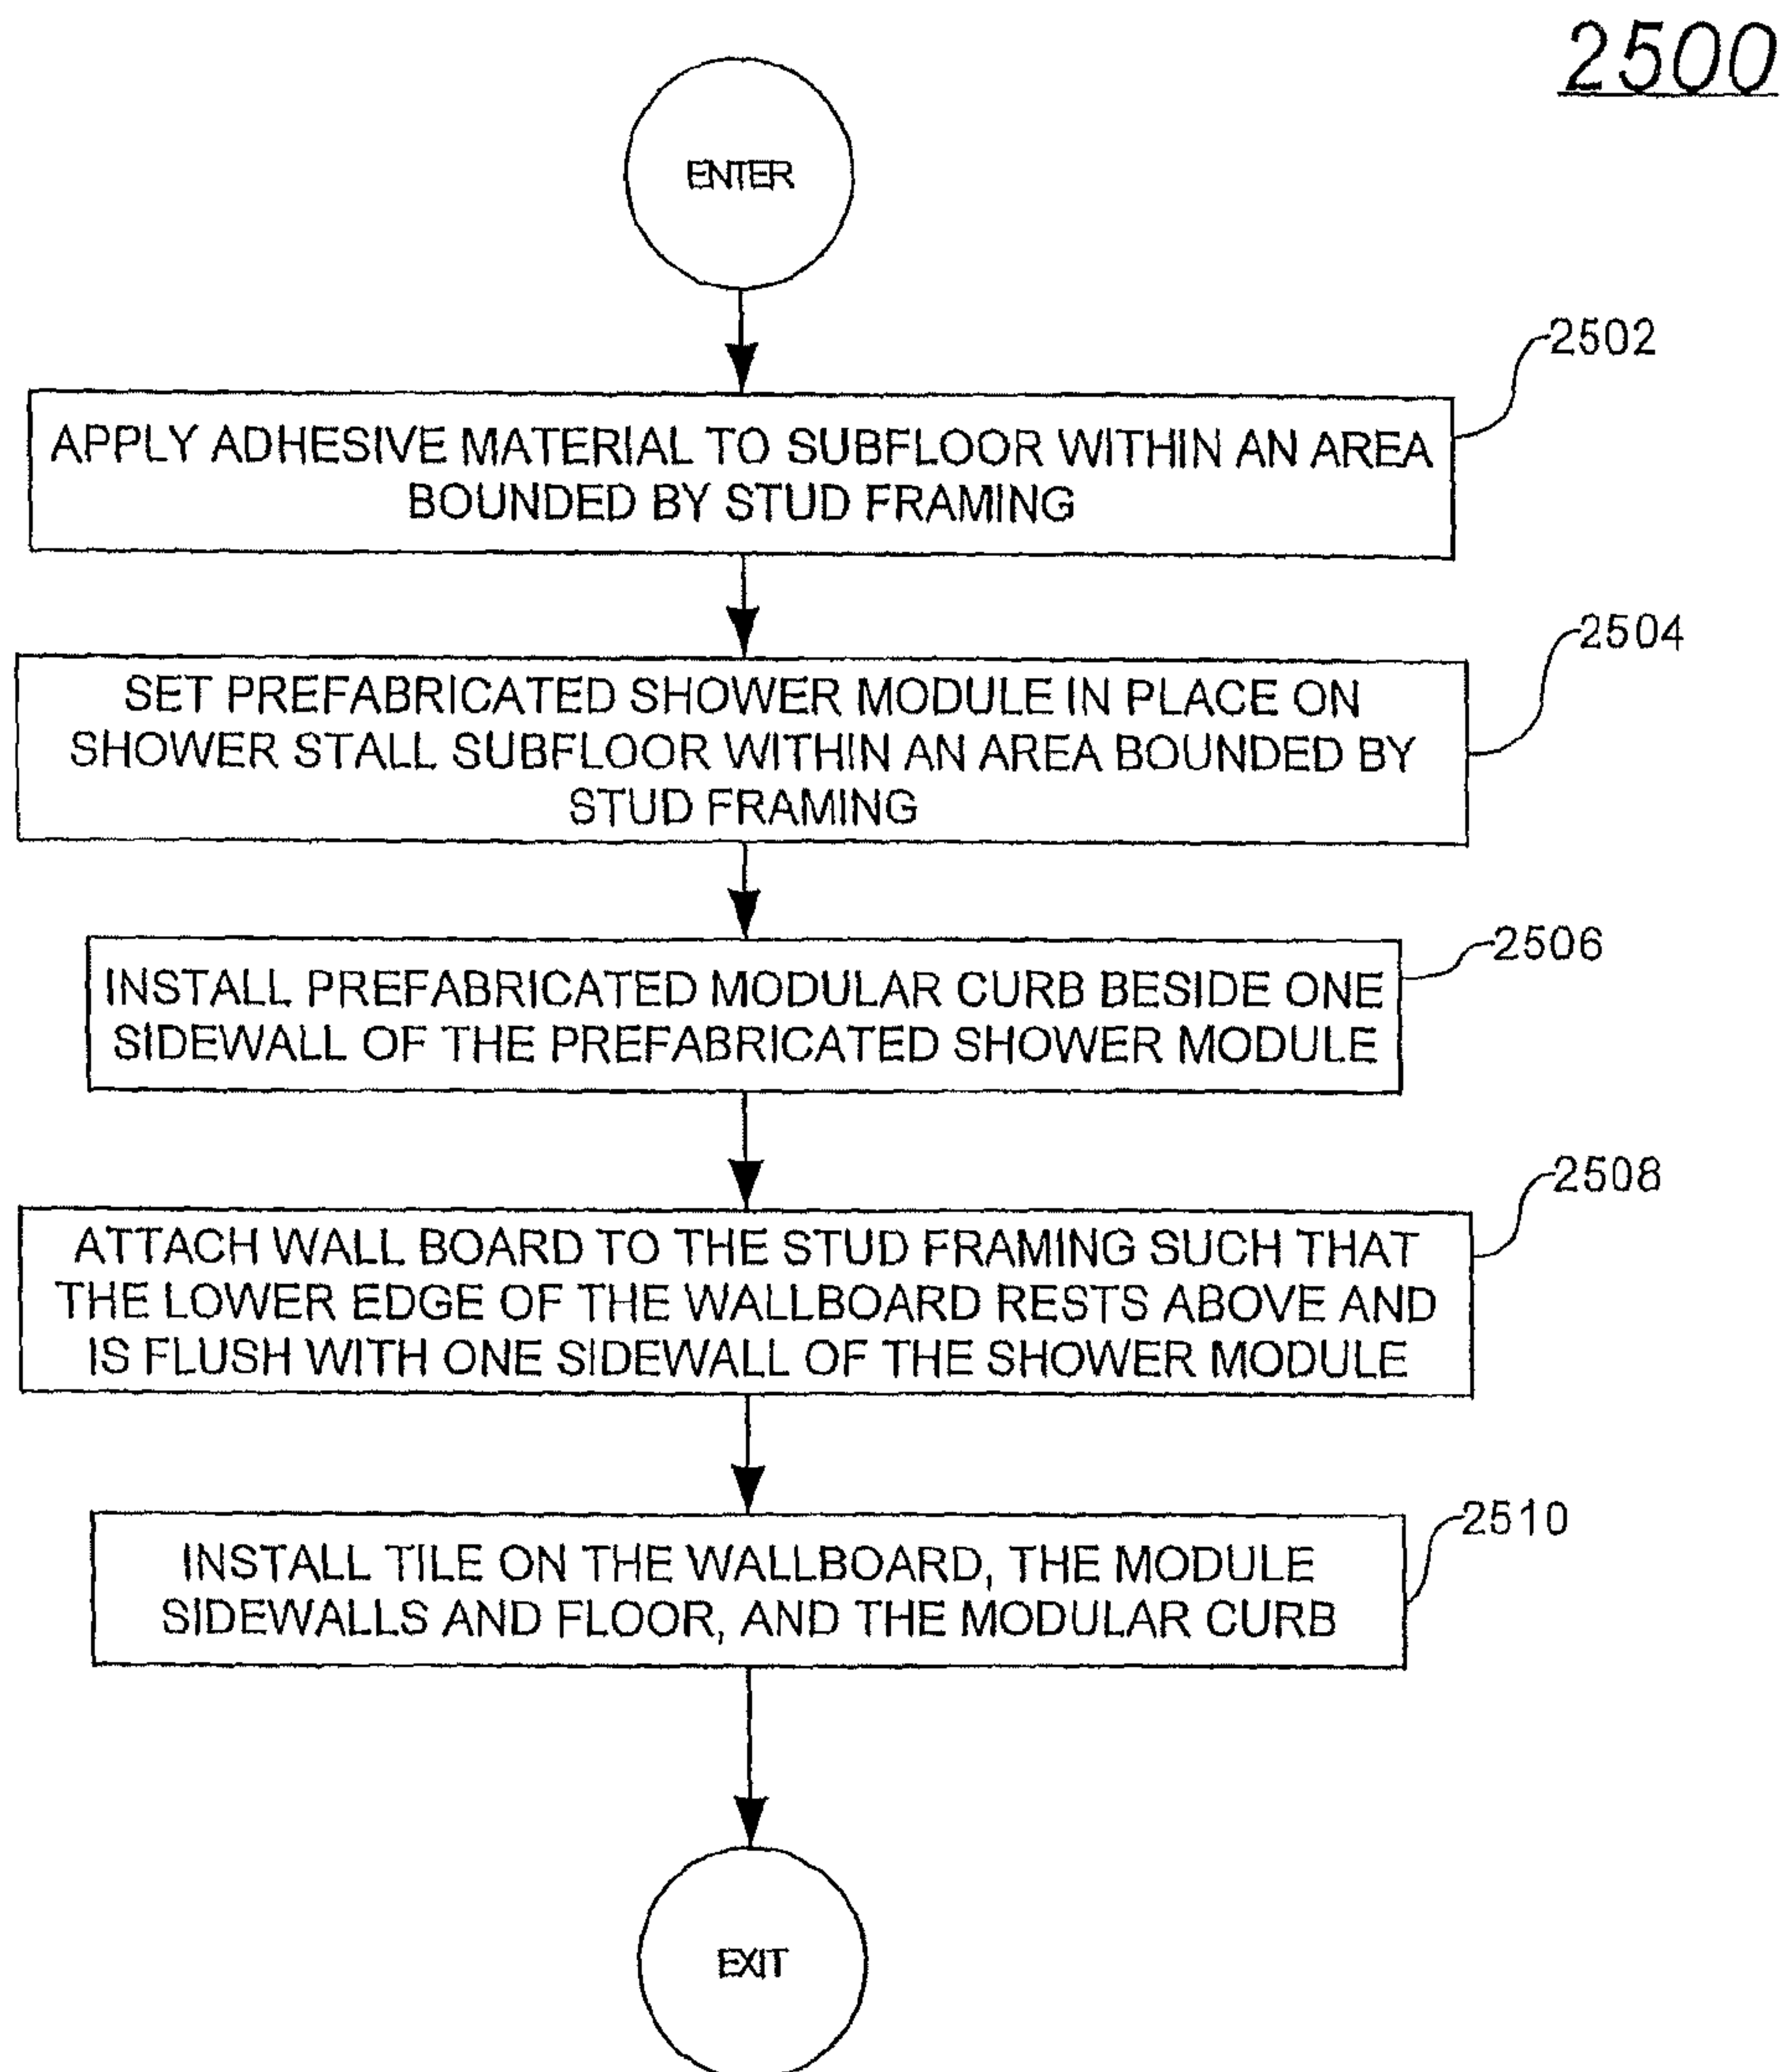 2500
ENTER
2502
APPLY ADHESIVE MATERIAL TO SUBFLOOR WITHIN AN AREA
BOUNDED BY STUD FRAMING
2504
SET PREFABRICATED SHOWER MODULE IN PLACE ON
SHOWER STALL SUBFLOOR WITHIN AN AREA BOUNDED BY
STUD FRAMING
2506
INSTALL PREFABRICATED MODULAR CURB BESIDE ONE
SIDEWALL OF THE PREFABRICATED SHOWER MODULE
2508
ATTACH WALL BOARD TO THE STUD FRAMING SUCH THAT
THE LOWER EDGE OF THE WALLBOARD RESTS ABOVE AND
IS FLUSH WITH ONE SIDEWALL OF THE SHOWER MODULE
2510
INSTALL TILE ON THE WALLBOARD, THE MODULE
SIDEWALLS AND FLOOR, AND THE MODULAR CURB
EXIT